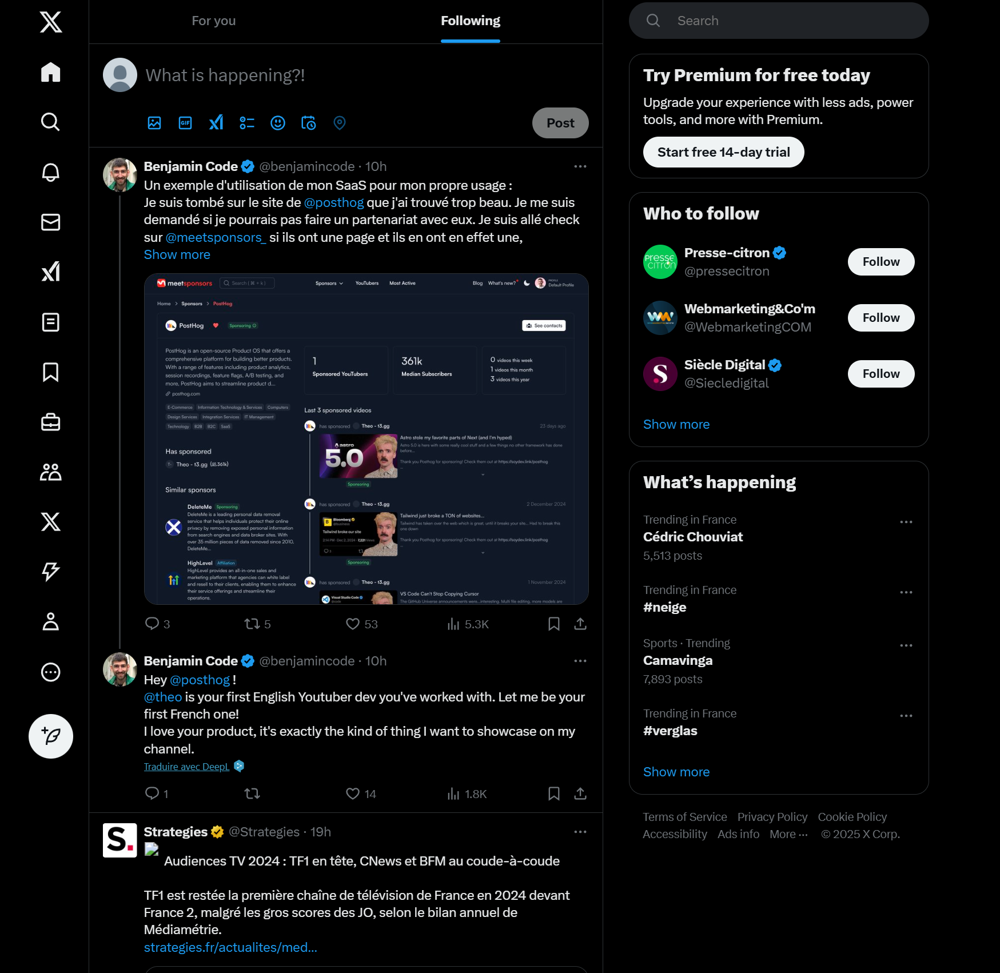 For you
Following
What is happening?!
GIF
Post
Benjamin Code @benjamincode · 10h
Un exemple d'utilisation de mon SaaS pour mon propre usage :
Je suis tombé sur le site de @posthog que j'ai trouvé trop beau. Je me suis
demandé si je pourrais pas faire un partenariat avec eux. Je suis allé check
sur @meetsponsors_ si ils ont une page et ils en ont en effet une,
Show more
meetsponsors
Search ( ⌘ + k )
Sponsors
YouTubers
Most Active
Blog
What's new?
PROFILE
Default Profile
Home > Sponsors > PostHog
PostHog
Sponsoring
See contacts
PostHog is an open-source Product OS that offers a
comprehensive platform for building better products.
With a range of features including product analytics,
session recordings, feature flags, A/B testing, and
more, PostHog aims to streamline product d...
posthog.com
E-Commerce Information Technology & Services Computers
Design Services Integration Services IT Management
Technology B2B B2C SaaS
1
Sponsored YouTubers
361k
Median Subscribers
0 videos this week
1 videos this month
3 videos this year
Has sponsored
T- Theo - t3.gg (361k)
Similar sponsors
DeleteMe Sponsoring
DeleteMe is a leading personal data removal
service that helps individuals protect their online
privacy by removing exposed personal information
from search engines and data broker sites. With
over 35 million pieces of data removed since 2010,
DeleteMe...
HighLevel Affiliation
HighLevel provides an all-in-one sales and
marketing platform that agencies can white label
and resell to their clients, enabling them to enhance
their service offerings and streamline their
operations.
Last 3 sponsored videos
has sponsored Theo - t3.gg
23 days ago
astro
5.0
Astro stole my favorite parts of Next (and I'm hyped)
Astro 5.0 is here with some really cool stuff and a few things no other framework has done
before...
Thank you Posthog for sponsoring! Check them out at https://soydev.link/posthog
...
Sponsoring
has sponsored Theo - t3.gg
2 December 2024
B Bloomberg
@business
Tailwind broke our site
2:14 PM · Dec 2, 2024 · 7,221 Views
3
Tailwind just broke a TON of websites...
Tailwind has taken over the web which is great, until it breaks your site... Had to break this
one down
Thank you Posthog for sponsoring! Check them out at https://soydev.link/posthog
...
Sponsoring
has sponsored Theo - t3.gg
1 November 2024
Visual Studio Code
@code
VS Code Can't Stop Copying Cursor
The GitHub Universe announcements were...interesting. Multi file editing, more models are
3
5
53
5.3K
Benjamin Code @benjamincode · 10h
Hey @posthog !
@theo is your first English Youtuber dev you've worked with. Let me be your
first French one!
I love your product, it's exactly the kind of thing I want to showcase on my
channel.
Traduire avec DeepL
1
14
1.8K
S.
Strategies @Strategies · 19h
Audiences TV 2024 : TF1 en tête, CNews et BFM au coude-à-coude
TF1 est restée la première chaîne de télévision de France en 2024 devant
France 2, malgré les gros scores des JO, selon le bilan annuel de
Médiamétrie.
strategies.fr/actualites/med...
Search
Try Premium for free today
Upgrade your experience with less ads, power
tools, and more with Premium.
Start free 14-day trial
Who to follow
PRESSE
CITRON
Presse-citron
@pressecitron
Follow
Webmarketing&Co'm
@WebmarketingCOM
Follow
S
Siècle Digital
@Siecledigital
Follow
Show more
What's happening
Trending in France
Cédric Chouviat
5,513 posts
Trending in France
#neige
Sports · Trending
Camavinga
7,893 posts
Trending in France
#verglas
Show more
Terms of Service Privacy Policy Cookie Policy
Accessibility Ads info More ··· © 2025 X Corp.